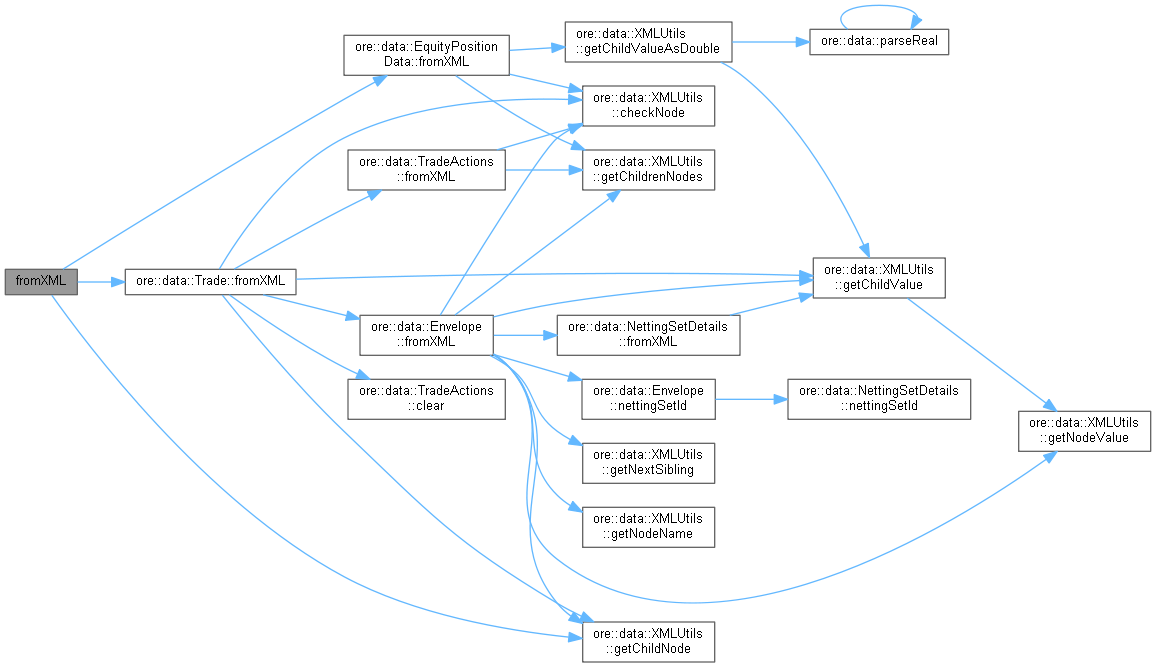 fromXML
ore::data::Trade::fromXML
ore::data::EquityPosition
Data::fromXML
ore::data::TradeActions
::fromXML
ore::data::Envelope
::fromXML
ore::data::TradeActions
::clear
ore::data::XMLUtils
::getChildValueAsDouble
ore::data::XMLUtils
::checkNode
ore::data::XMLUtils
::getChildrenNodes
ore::data::NettingSetDetails
::fromXML
ore::data::Envelope
::nettingSetId
ore::data::XMLUtils
::getNextSibling
ore::data::XMLUtils
::getNodeName
ore::data::XMLUtils
::getChildNode
ore::data::parseReal
ore::data::XMLUtils
::getChildValue
ore::data::NettingSetDetails
::nettingSetId
ore::data::XMLUtils
::getNodeValue